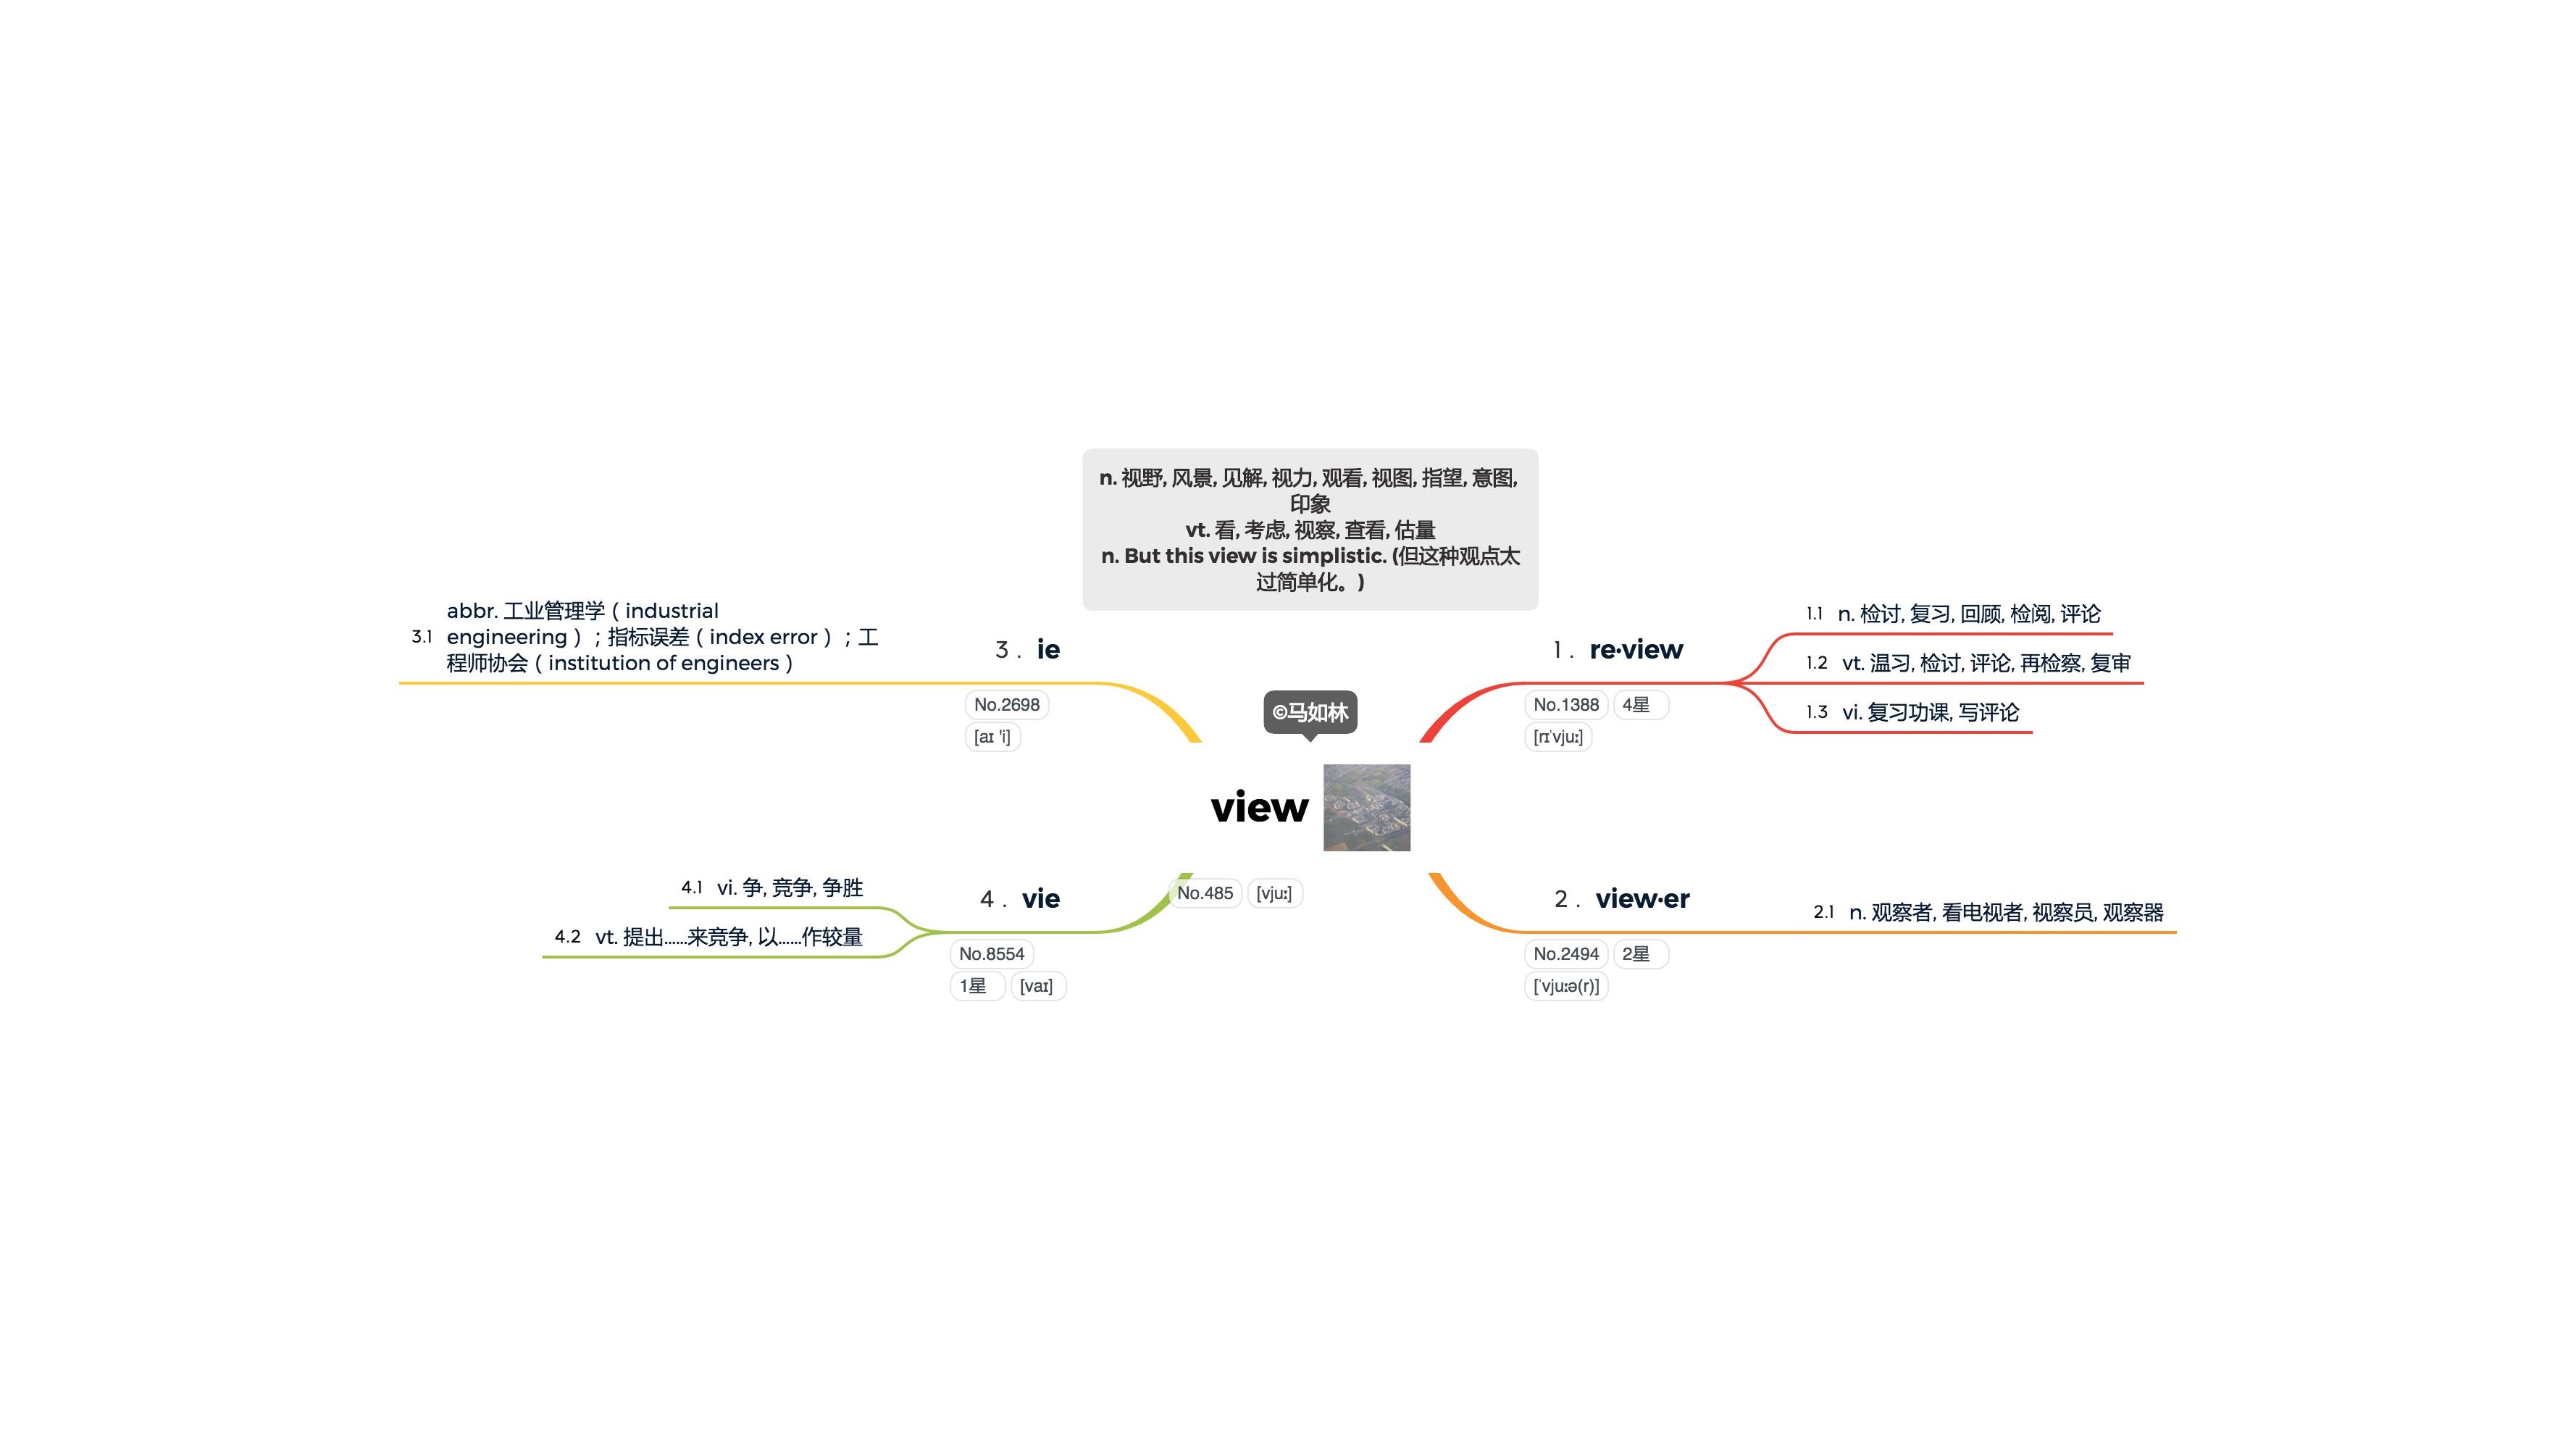 n. 视野, 风景, 见解, 视力, 观看, 视图, 指望, 意图,
印象
vt. 看, 考虑, 视察, 查看, 估量
n. But this view is simplistic. (但这种观点太
过简单化。)
©马如林
view
No.485 [vjuː]
1 . re·view
No.1388 4星
[rɪˈvjuː]
1.1 n. 检讨, 复习, 回顾, 检阅, 评论
1.2 vt. 温习, 检讨, 评论, 再检察, 复审
1.3 vi. 复习功课, 写评论
2 . view·er
No.2494 2星
[ˈvjuːə(r)]
2.1 n. 观察者, 看电视者, 视察员, 观察器
3 . ie
No.2698
[aɪ 'i]
3.1 abbr. 工业管理学（industrial
engineering）；指标误差（index error）；工
程师协会（institution of engineers）
4 . vie
No.8554
1星 [vaɪ]
4.1 vi. 争, 竞争, 争胜
4.2 vt. 提出……来竞争, 以……作较量